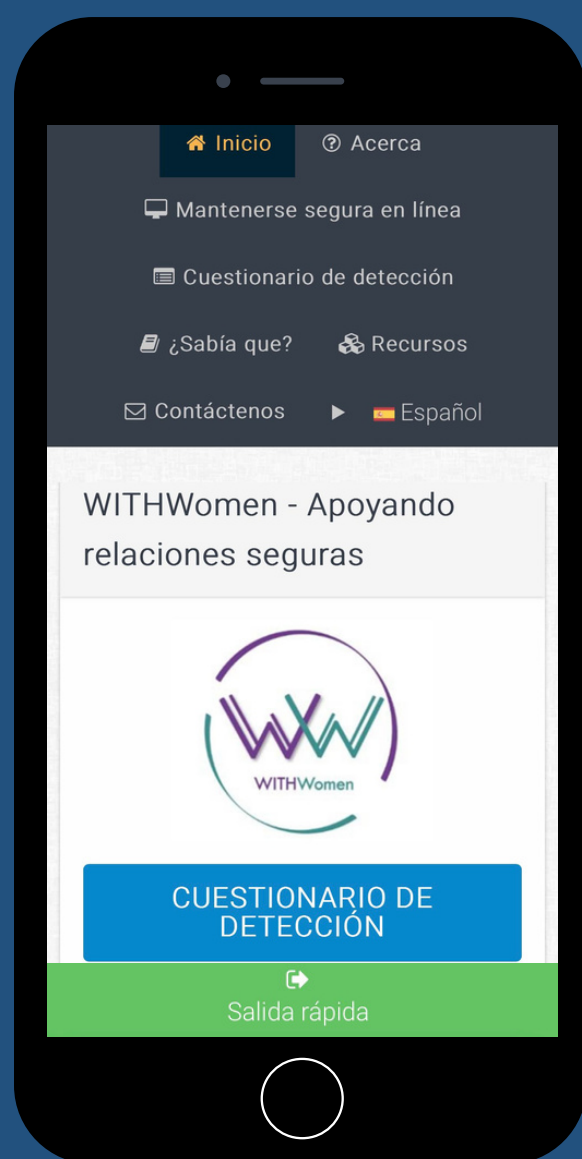 Inicio Acerca
Mantenerse segura en línea
Cuestionario de detección
¿Sabía que? Recursos
Contáctenos Español
WITHWomen - Apoyando
relaciones seguras
WW
WITHWomen
CUESTIONARIO DE
DETECCIÓN
Salida rápida